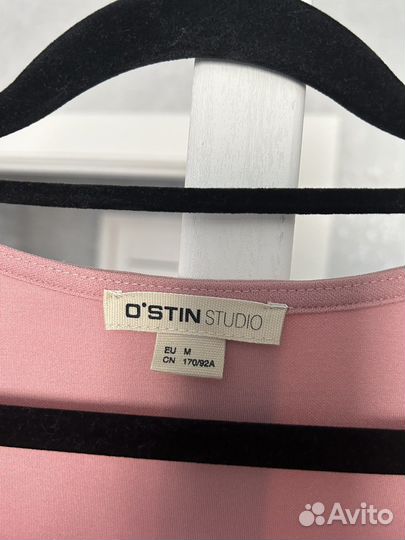 O'STIN STUDIO
EU M
CN 170/92A
Avito